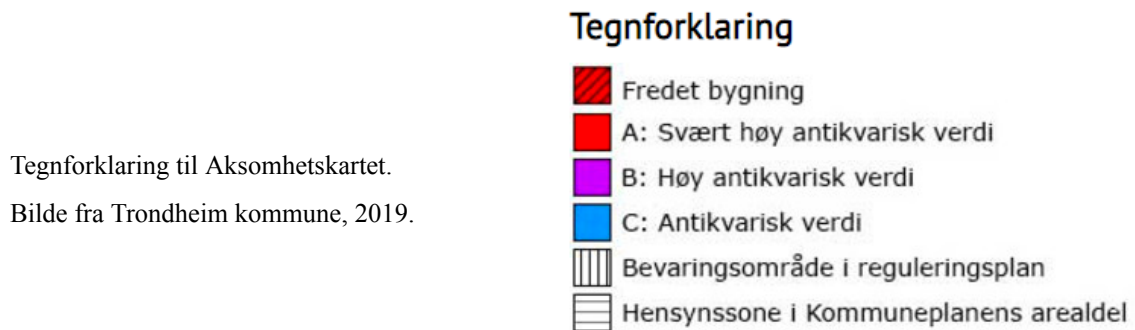 Tegnforklaring
Fredet bygning
A: Svært høy antikvarisk verdi
B: Høy antikvarisk verdi
C: Antikvarisk verdi
Bevaringsområde i reguleringsplan
Hensynssone i Kommuneplanens arealdel
Tegnforklaring til Aksomhetskartet.
Bilde fra Trondheim kommune, 2019.